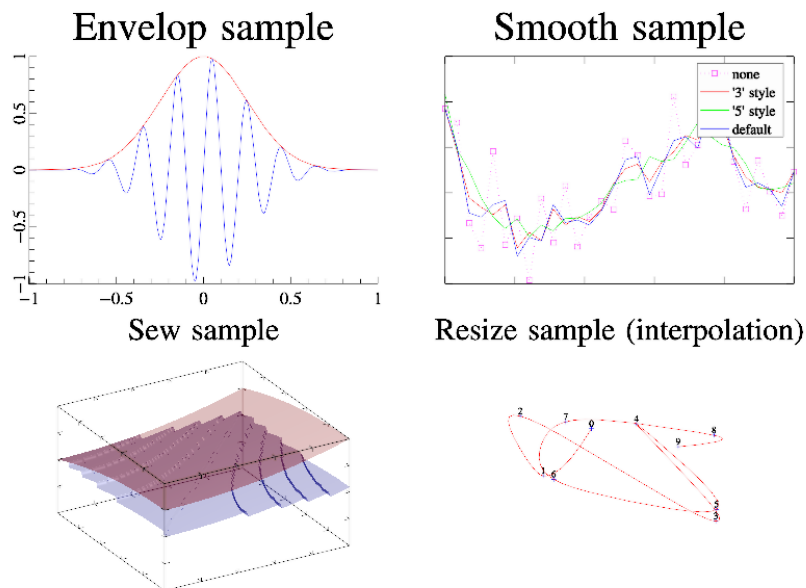 Envelop sample
Smooth sample
1
0.5
0
−0.5
−1
−1
−0.5
0
0.5
1
none
'3' style
'5' style
default
Sew sample
Resize sample (interpolation)
2
7
0
4
8
9
1
6
5
3